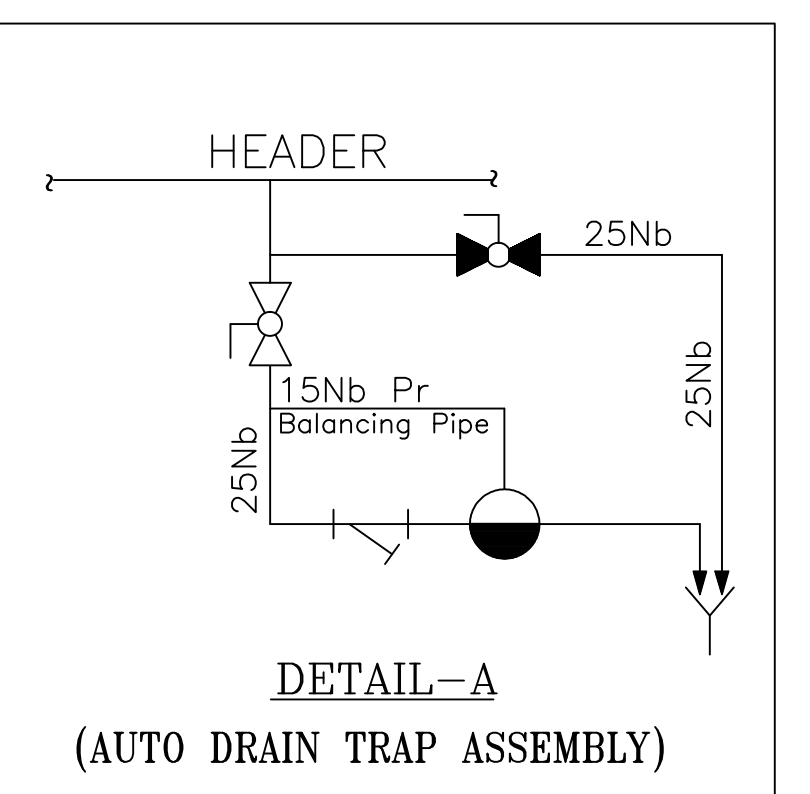 HEADER
25Nb
25Nb
15Nb Pr
Balancing Pipe
25Nb
DETAIL-A
(AUTO DRAIN TRAP ASSEMBLY)